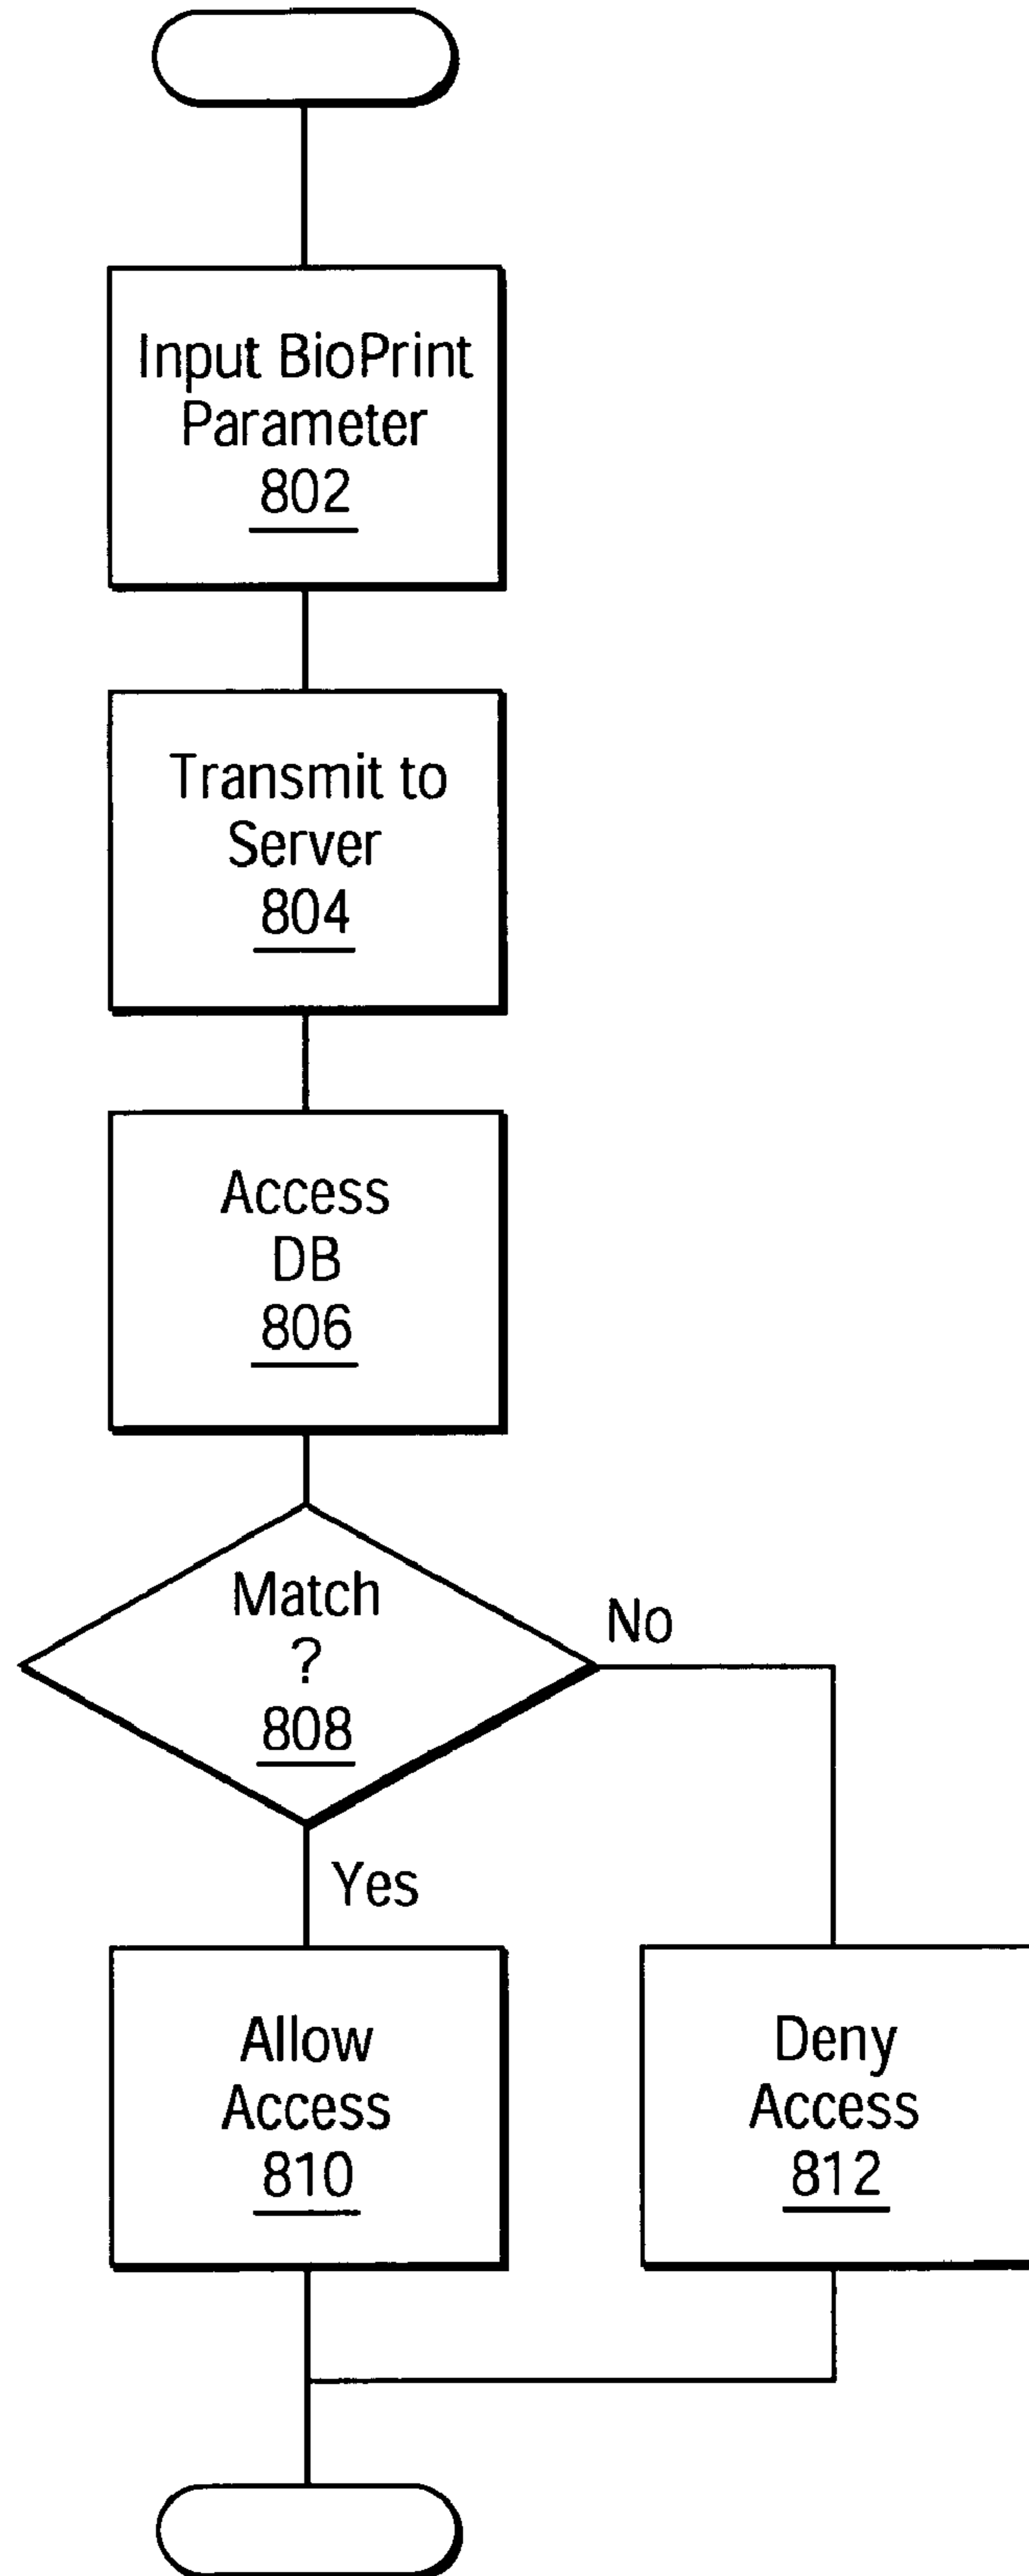 Input BioPrint
Parameter
802
Transmit to
Server
804
Access
DB
806
Match
?
808
No
Yes
Allow
Access
810
Deny
Access
812